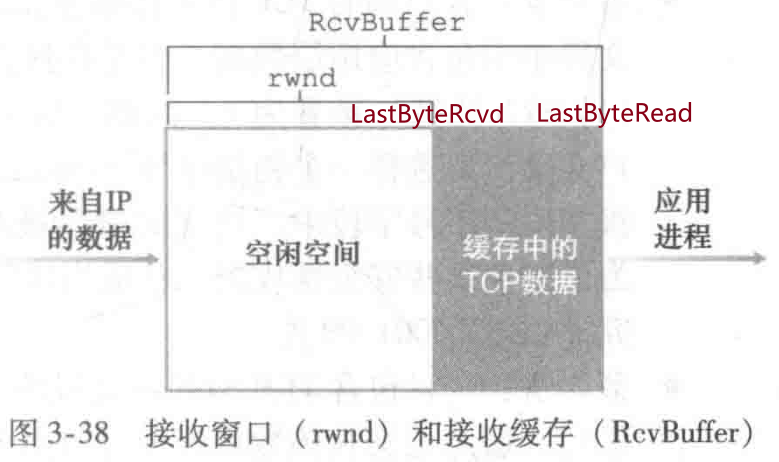 RcvBuffer
rwnd
LastByteRcvd LastByteRead
来自IP
的数据
空闲空间
缓存中的
TCP数据
应用
进程
图 3-38 接收窗口（rwnd）和接收缓存（RcvBuffer）